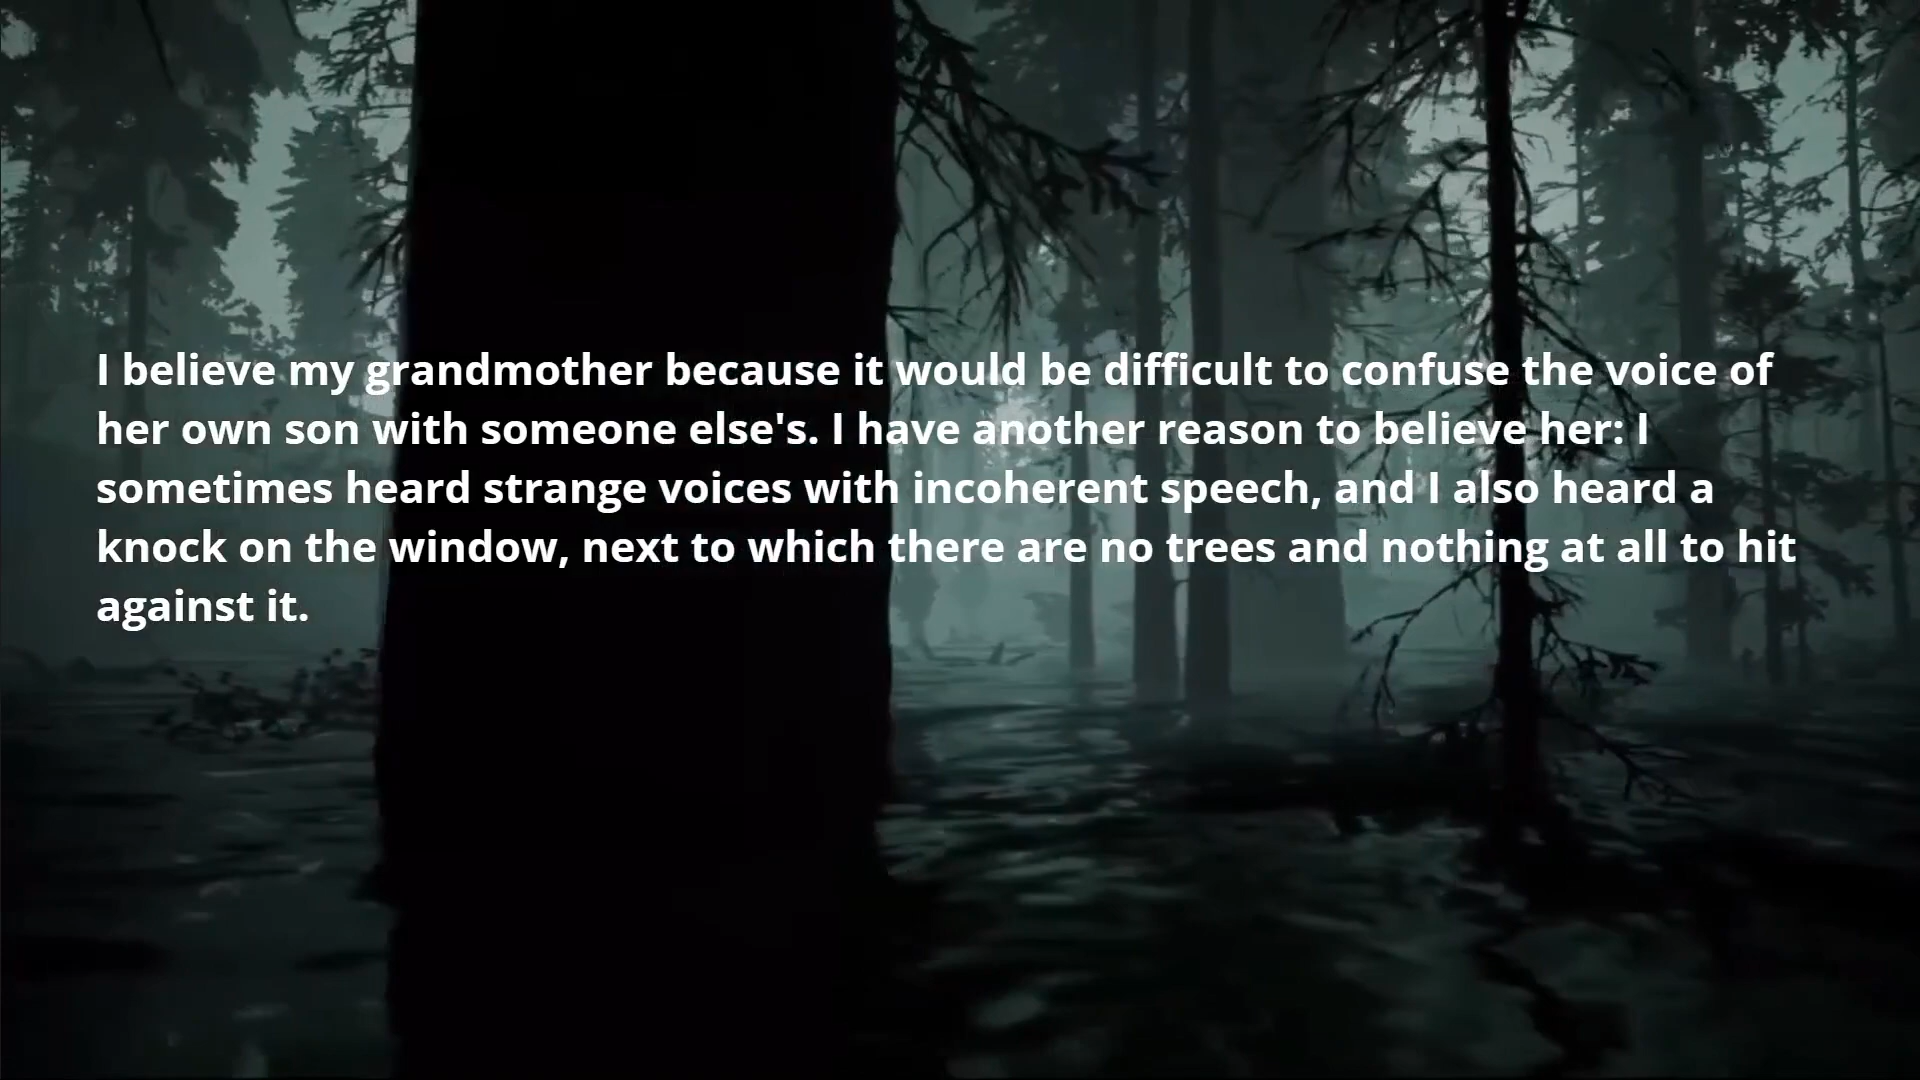 I believe my grandmother because it would be difficult to confuse the voice of
her own son with someone else's. I have another reason to believe her: I
sometimes heard strange voices with incoherent speech, and I also heard a
knock on the window, next to which there are no trees and nothing at all to hit
against it.